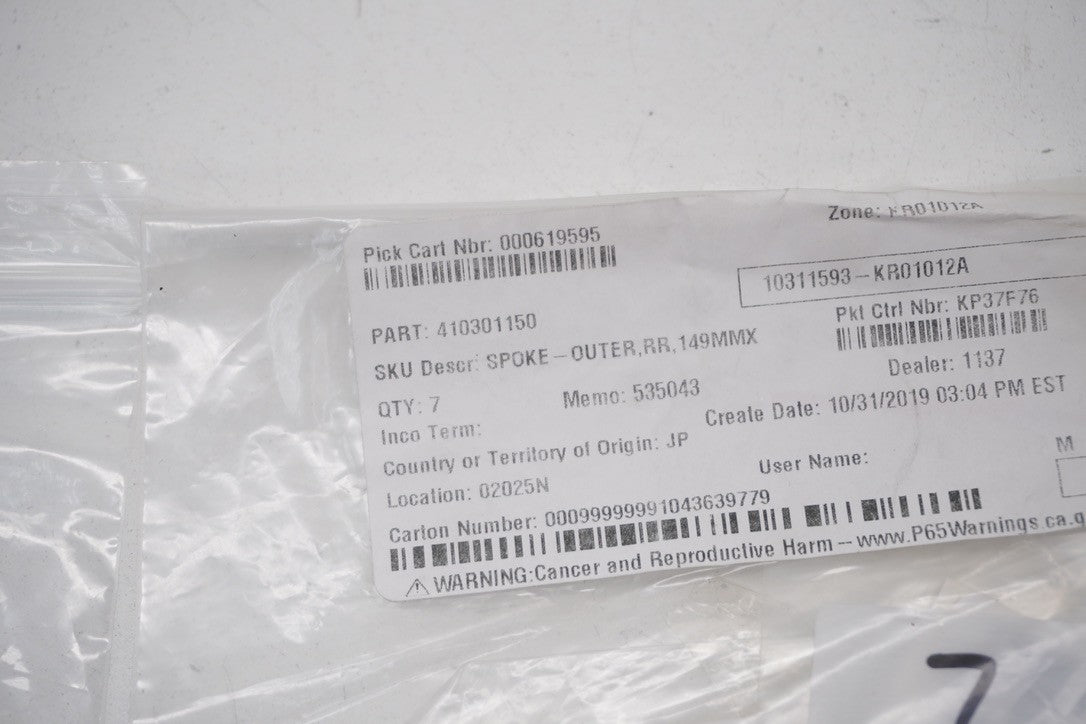 Zone: KR01012A
Pick Cart Nbr: 000619595
10311593-KR01012A
PART: 410301150
Pkt Ctrl Nbr: KP37F76
SKU Descr: SPOKE-OUTER,RR,149MMX
Dealer: 1137
QTY: 7
Memo: 535043
Create Date: 10/31/2019 03:04 PM EST
Inco Term:
Country or Territory of Origin: JP
M
Location: 02025N
User Name:
Carton Number: 00099999991043639779
⚠ WARNING:Cancer and Reproductive Harm-www.P65Warnings.ca.g
7